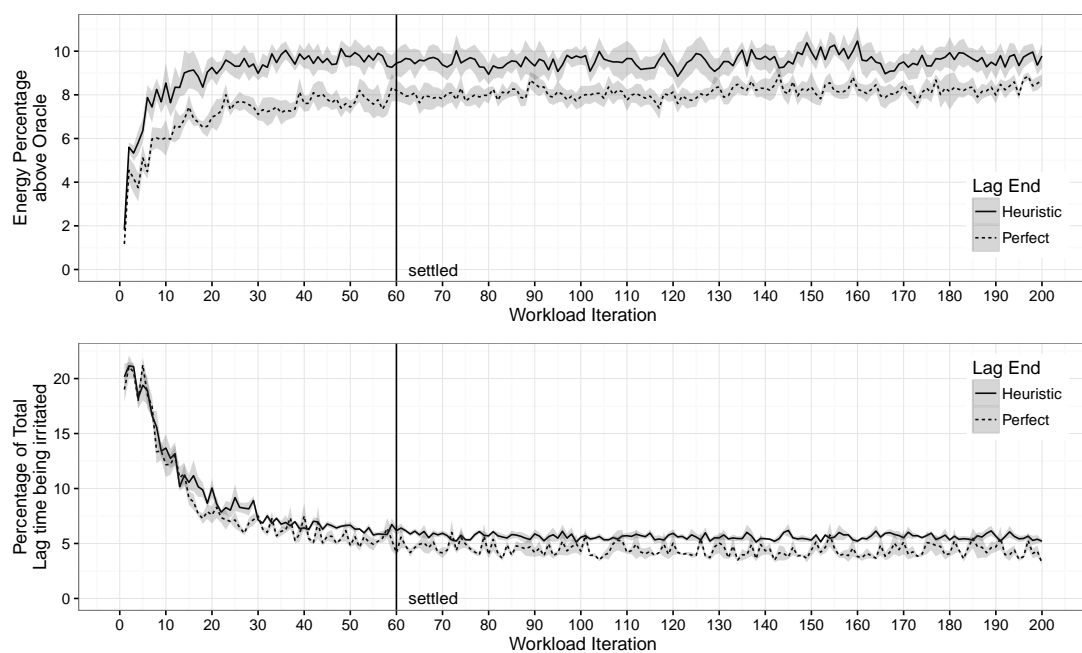 Energy Percentage
above Oracle
10
8
6
4
2
0
Lag End
Heuristic
Perfect
settled
0 10 20 30 40 50 60 70 80 90 100 110 120 130 140 150 160 170 180 190 200
Workload Iteration
Percentage of Total
Lag time being irritated
20
15
10
5
0
Lag End
Heuristic
Perfect
settled
0 10 20 30 40 50 60 70 80 90 100 110 120 130 140 150 160 170 180 190 200
Workload Iteration